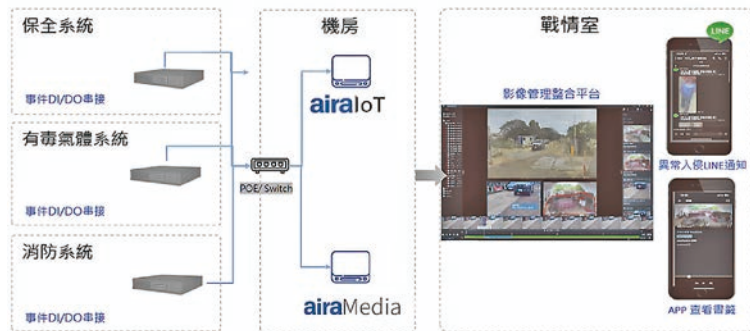 保全系統
事件DI/DO串接
有毒氣體系統
事件DI/DO串接
消防系統
事件DI/DO串接
機房
airaIoT
POE/ Switch
airaMedia
戰情室
影像管理整合平台
LINE
異常入侵LINE通知
APP 查看書籤